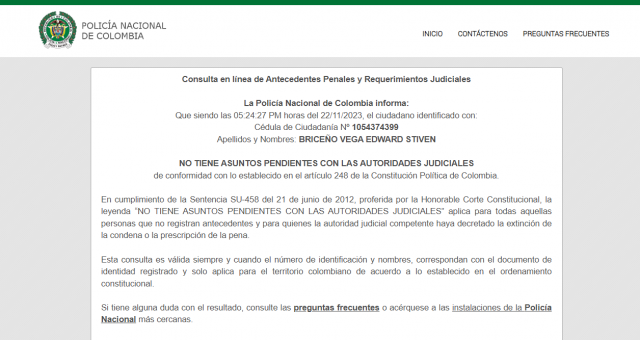 POLICÍA NACIONAL
DE COLOMBIA
INICIO CONTÁCTENOS PREGUNTAS FRECUENTES
Consulta en línea de Antecedentes Penales y Requerimientos Judiciales
La Policía Nacional de Colombia informa:
Que siendo las 05:24:27 PM horas del 22/11/2023, el ciudadano identificado con:
Cédula de Ciudadanía Nº 1054374399
Apellidos y Nombres: BRICEÑO VEGA EDWARD STIVEN
NO TIENE ASUNTOS PENDIENTES CON LAS AUTORIDADES JUDICIALES
de conformidad con lo establecido en el artículo 248 de la Constitución Política de Colombia.
En cumplimiento de la Sentencia SU-458 del 21 de junio de 2012, proferida por la Honorable Corte Constitucional, la
leyenda "NO TIENE ASUNTOS PENDIENTES CON LAS AUTORIDADES JUDICIALES" aplica para todas aquellas
personas que no registran antecedentes y para quienes la autoridad judicial competente haya decretado la extinción de
la condena o la prescripción de la pena.
Esta consulta es válida siempre y cuando el número de identificación y nombres, correspondan con el documento de
identidad registrado y solo aplica para el territorio colombiano de acuerdo a lo establecido en el ordenamiento
constitucional.
Si tiene alguna duda con el resultado, consulte las preguntas frecuentes o acérquese a las instalaciones de la Policía
Nacional más cercanas.